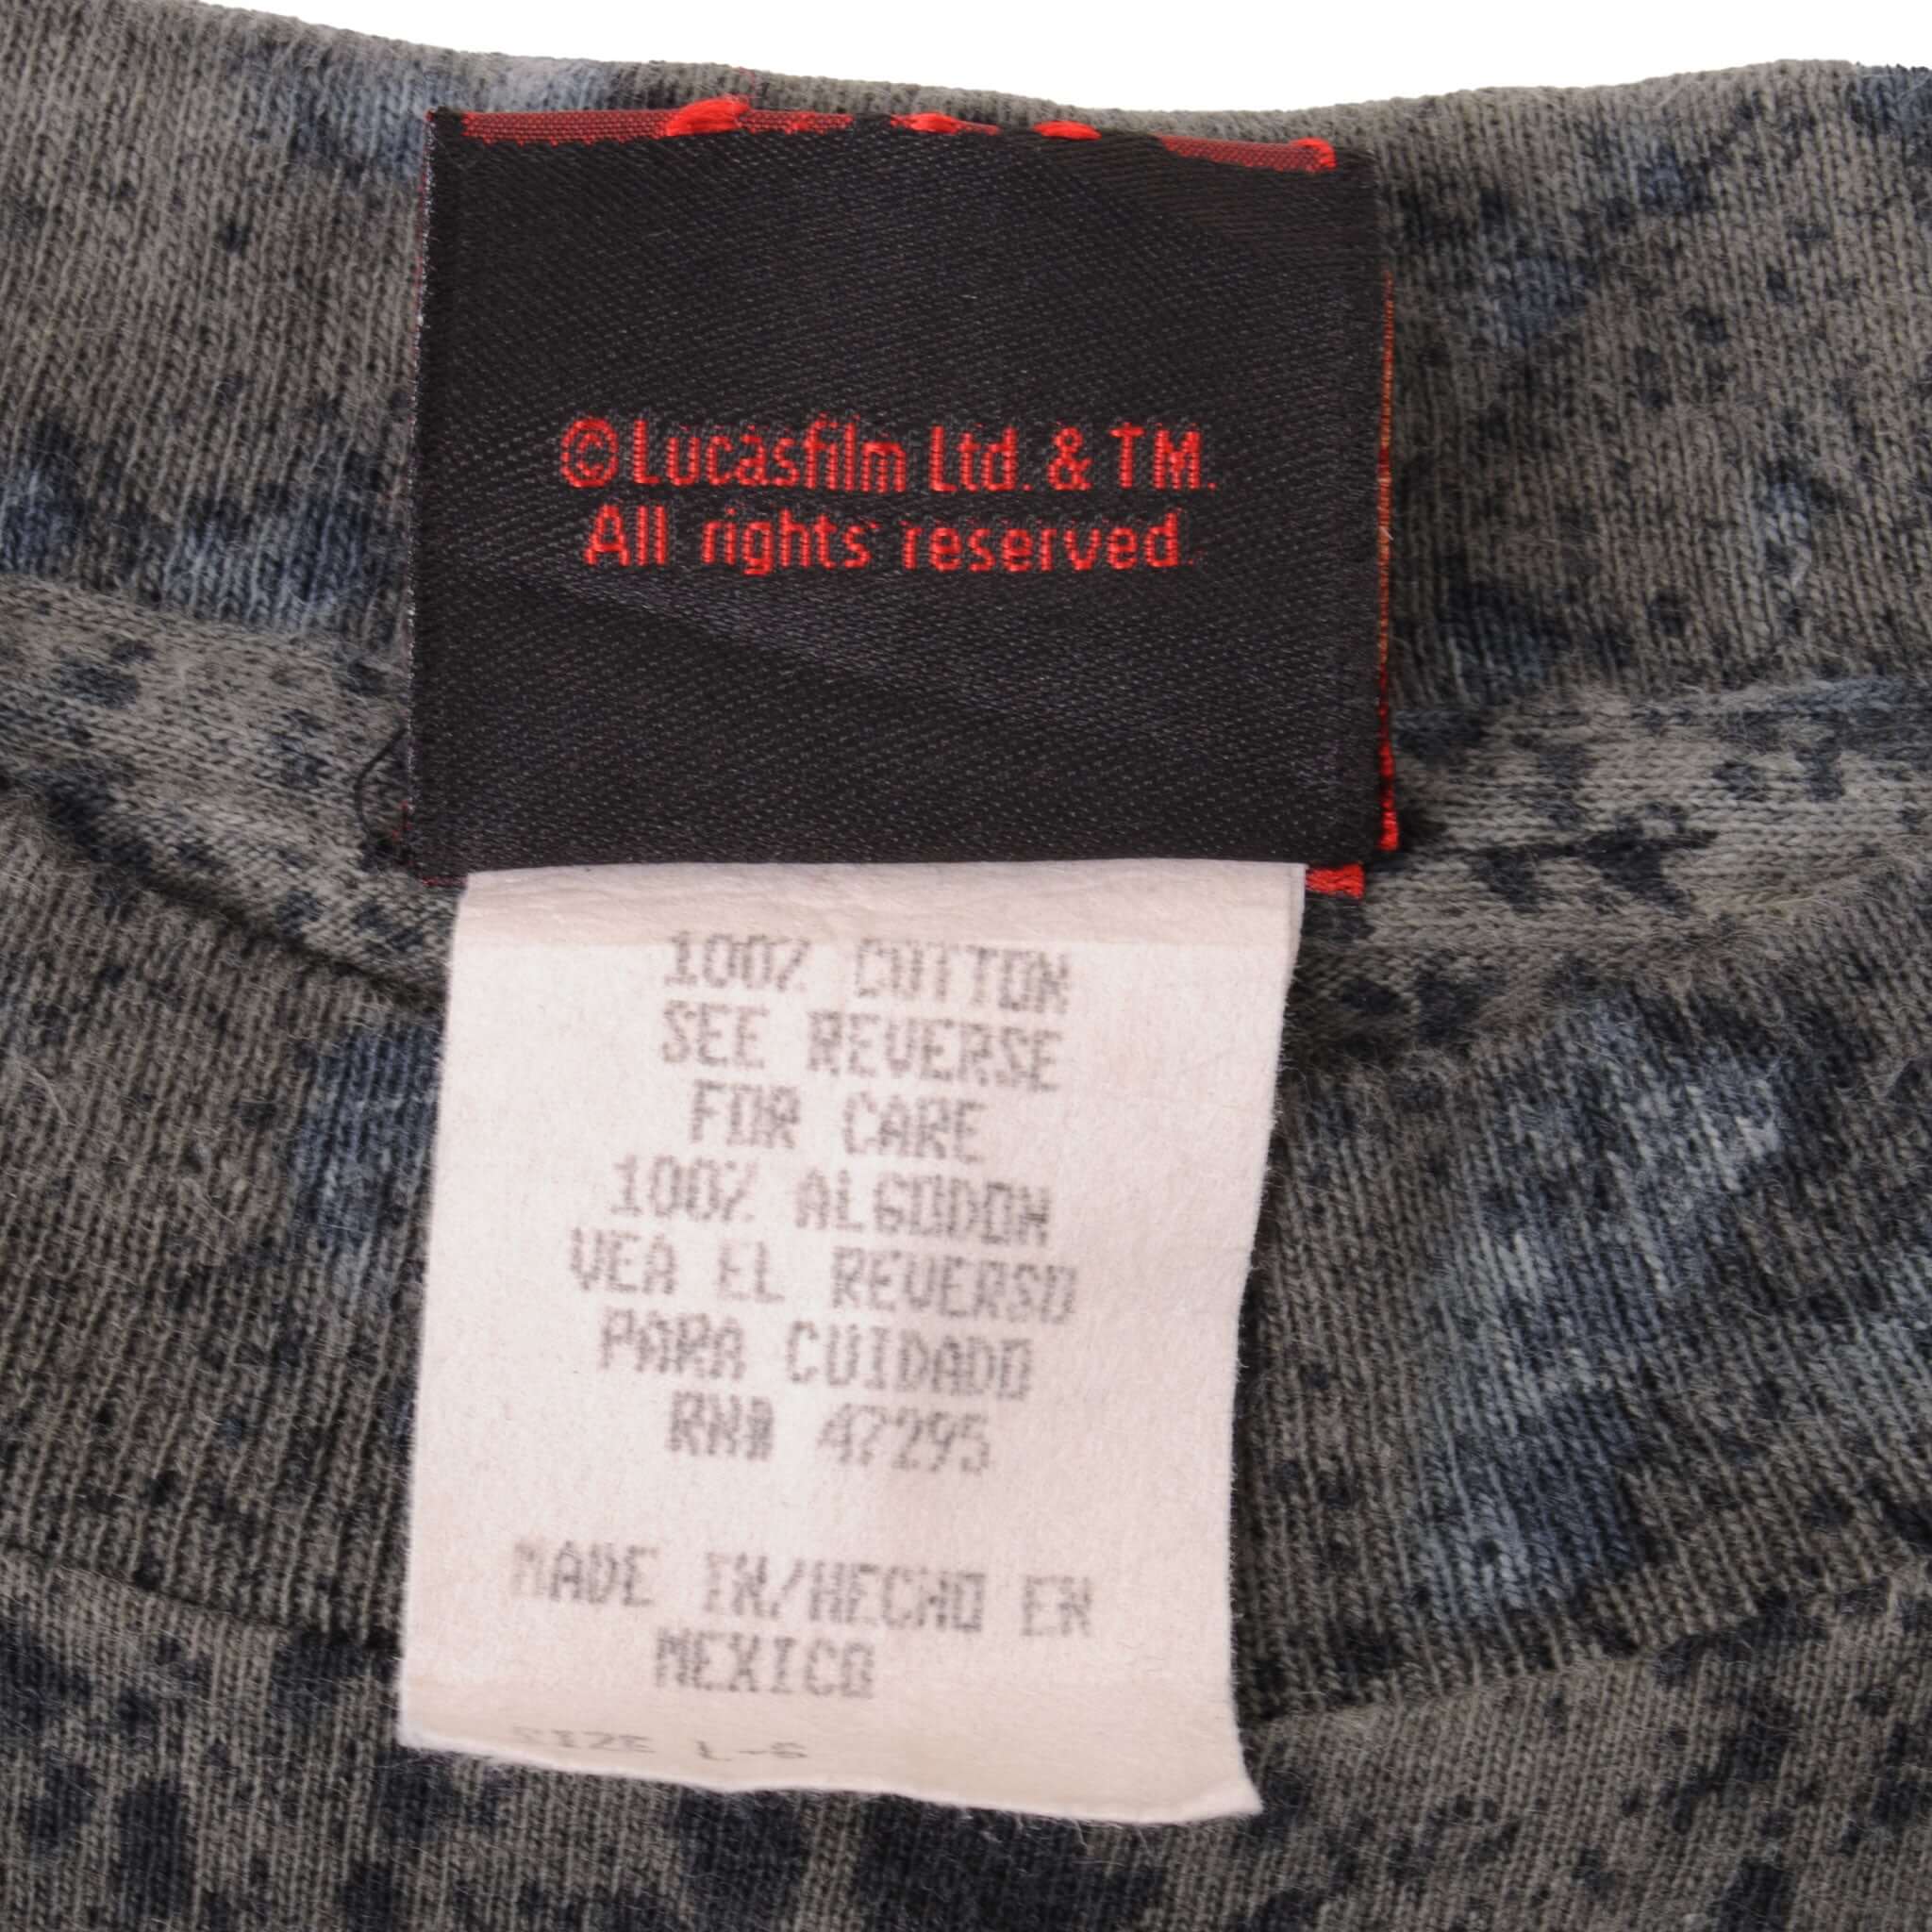 ©Lucasfilm Ltd. & TM.
All rights reserved.
100% COTTON
SEE REVERSE
FOR CARE
100% ALGODON
VEA EL REVERSO
PARA CUIDADO
RN# 47295
MADE IN/HECHO EN
MEXICO
SIZE L-G